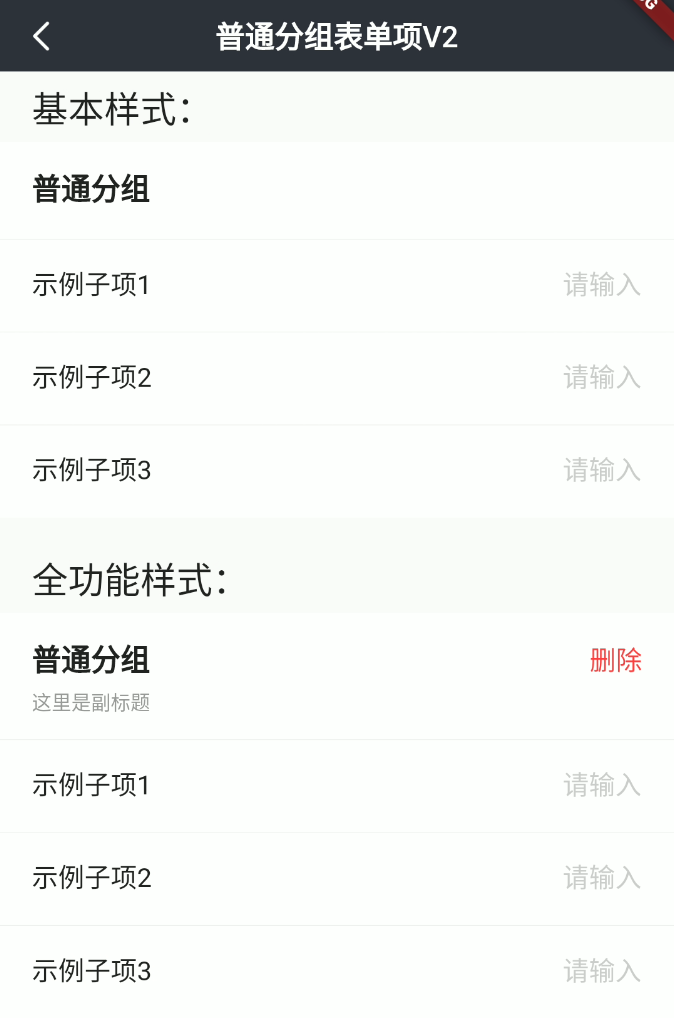 普通分组表单项V2
基本样式：
普通分组
示例子项1 请输入
示例子项2 请输入
示例子项3 请输入
全功能样式：
普通分组 删除
这里是副标题
示例子项1 请输入
示例子项2 请输入
示例子项3 请输入